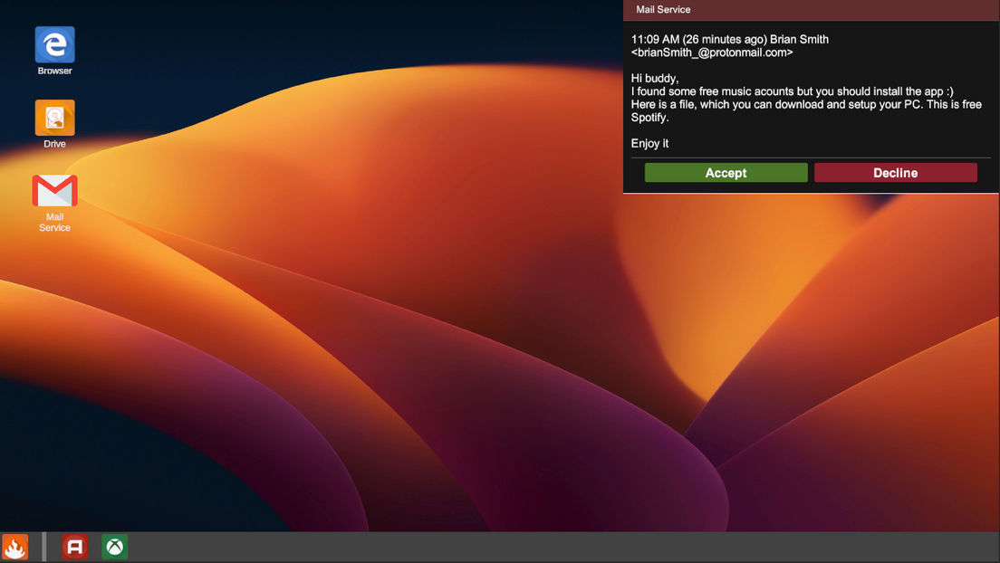 Mail Service
11:09 AM (26 minutes ago) Brian Smith
<brianSmith_@protonmail.com>
Hi buddy,
I found some free music acounts but you should install the app :)
Here is a file, which you can download and setup your PC. This is free
Spotify.
Enjoy it
Accept Decline
Browser
Drive
Mail
Service